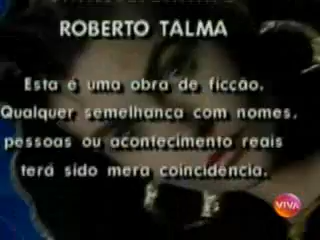 ROBERTO TALMA
Esta é uma obra de ficção.
Qualquer semelhança com nomes,
pessoas ou acontecimento reais
terá sido mera coincidência.
VIVA